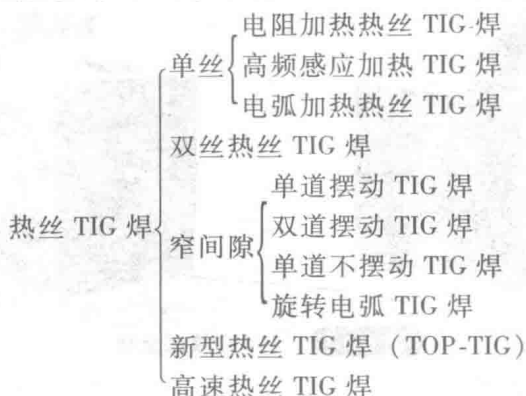 电阻加热热丝 TIG 焊
单丝
高频感应加热 TIG 焊
电弧加热热丝 TIG 焊
双丝热丝 TIG 焊
单道摆动 TIG 焊
热丝 TIG 焊
双道摆动 TIG 焊
窄间隙
单道不摆动 TIG 焊
旋转电弧 TIG 焊
新型热丝 TIG 焊（TOP-TIG）
高速热丝 TIG 焊